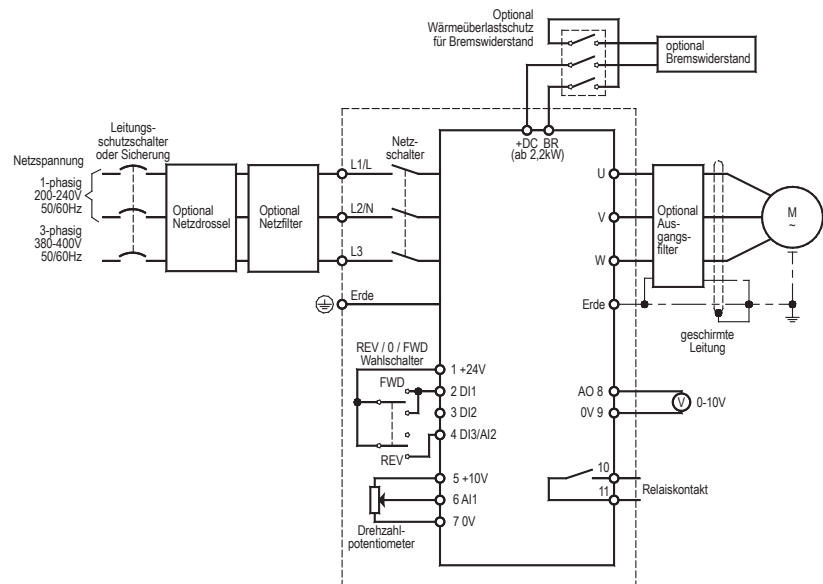 Optional
Wärmeüberlastschutz
für Bremswiderstand
optional
Bremswiderstand
Leitungs-
schutzschalter
oder Sicherung
Netz-
schalter
+DC BR
(ab 2,2kW)
Netzspannung
1-phasig
200-240V
50/60Hz
3-phasig
380-400V
50/60Hz
Optional
Netzdrossel
Optional
Netzfilter
L1/L
L2/N
L3
Erde
U
V
W
Erde
Optional
Aus-
gangs-
filter
M
~
geschirmte
Leitung
REV / 0 / FWD
Wahlschalter
FWD
REV
1 +24V
2 DI1
3 DI2
4 DI3/AI2
5 +10V
6 AI1
7 0V
Drehzahl-
potentiometer
AO 8
0V 9
V
0-10V
10
11
Relaiskontakt